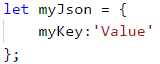 let myJson = {
    myKey:'Value'
};